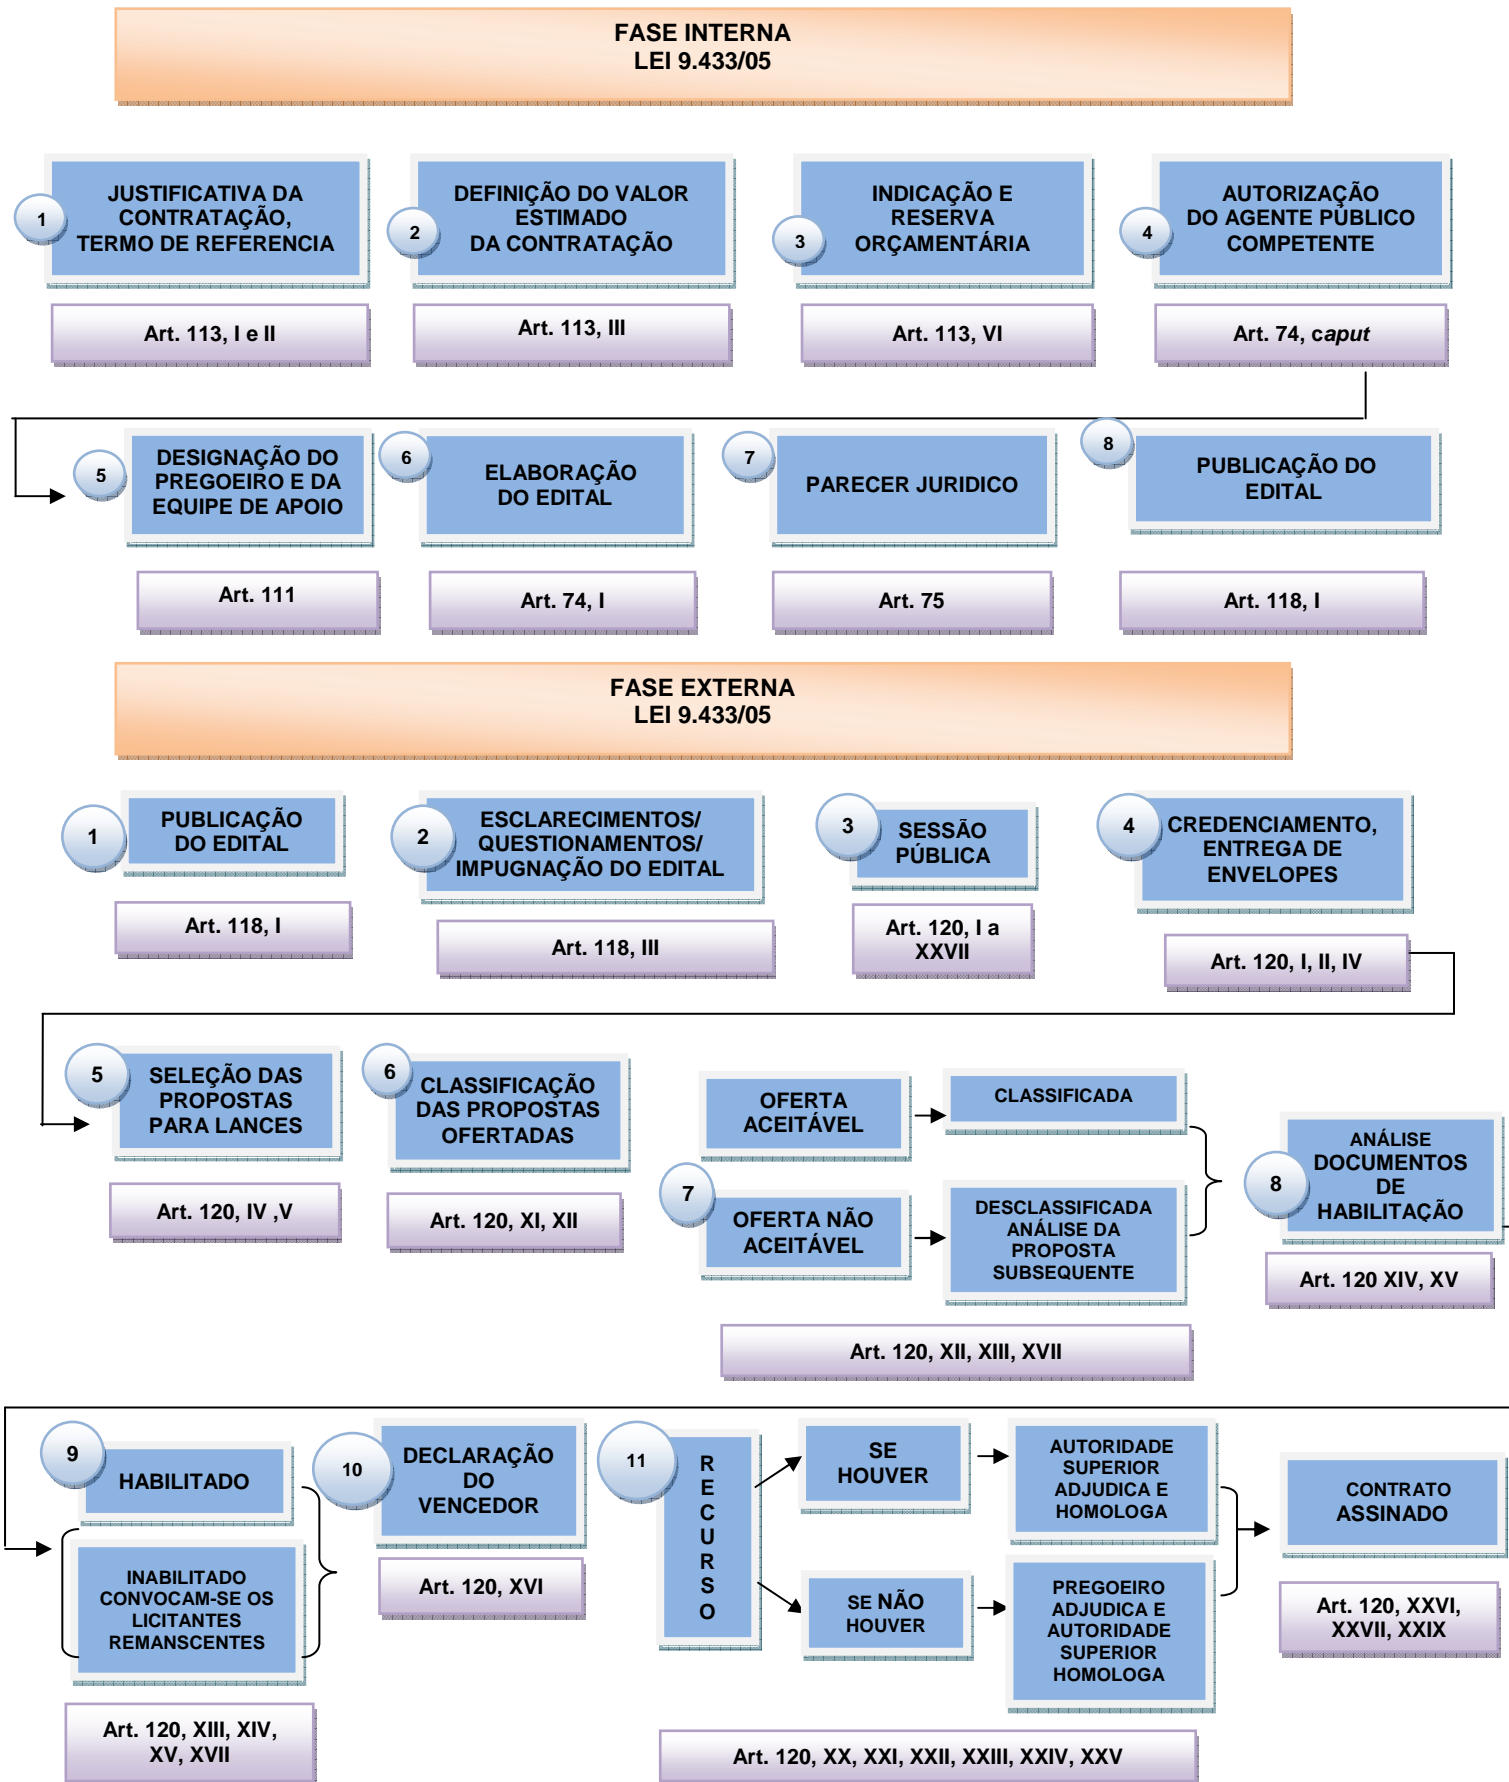 FASE INTERNA
LEI 9.433/05
1
JUSTIFICATIVA DA
CONTRATAÇÃO,
TERMO DE REFERENCIA
2
DEFINIÇÃO DO VALOR
ESTIMADO
DA CONTRATAÇÃO
3
INDICAÇÃO E
RESERVA
ORÇAMENTÁRIA
4
AUTORIZAÇÃO
DO AGENTE PÚBLICO
COMPETENTE
Art. 113, I e II
Art. 113, III
Art. 113, VI
Art. 74, caput
5
DESIGNAÇÃO DO
PREGOEIRO E DA
EQUIPE DE APOIO
6
ELABORAÇÃO
DO EDITAL
7
PARECER JURIDICO
8
PUBLICAÇÃO DO
EDITAL
Art. 111
Art. 74, I
Art. 75
Art. 118, I
FASE EXTERNA
LEI 9.433/05
1
PUBLICAÇÃO
DO EDITAL
2
ESCLARECIMENTOS/
QUESTIONAMENTOS/
IMPUGNAÇÃO DO EDITAL
3
SESSÃO
PÚBLICA
4
CREDENCIAMENTO,
ENTREGA DE
ENVELOPES
Art. 118, I
Art. 118, III
Art. 120, I a
XXVII
Art. 120, I, II, IV
5
SELEÇÃO DAS
PROPOSTAS
PARA LANCES
6
CLASSIFICAÇÃO
DAS PROPOSTAS
OFERTADAS
7
OFERTA
ACEITÁVEL
CLASSIFICADA
OFERTA NÃO
ACEITÁVEL
DESCLASSIFICADA
ANÁLISE DA
PROPOSTA
SUBSEQUENTE
8
ANÁLISE
DOCUMENTOS
DE
HABILITAÇÃO
Art. 120, IV ,V
Art. 120, XI, XII
Art. 120, XII, XIII, XVII
Art. 120 XIV, XV
9
HABILITADO
INABILITADO
CONVOCAM-SE OS
LICITANTES
REMANSCENTES
10
DECLARAÇÃO
DO
VENCEDOR
11
R
E
C
U
R
S
O
SE
HOUVER
AUTORIDADE
SUPERIOR
ADJUDICA E
HOMOLOGA
SE NÃO
HOUVER
PREGOEIRO
ADJUDICA E
AUTORIDADE
SUPERIOR
HOMOLOGA
CONTRATO
ASSINADO
Art. 120, XIII, XIV,
XV, XVII
Art. 120, XVI
Art. 120, XX, XXI, XXII, XXIII, XXIV, XXV
Art. 120, XXVI,
XXVII, XXIX